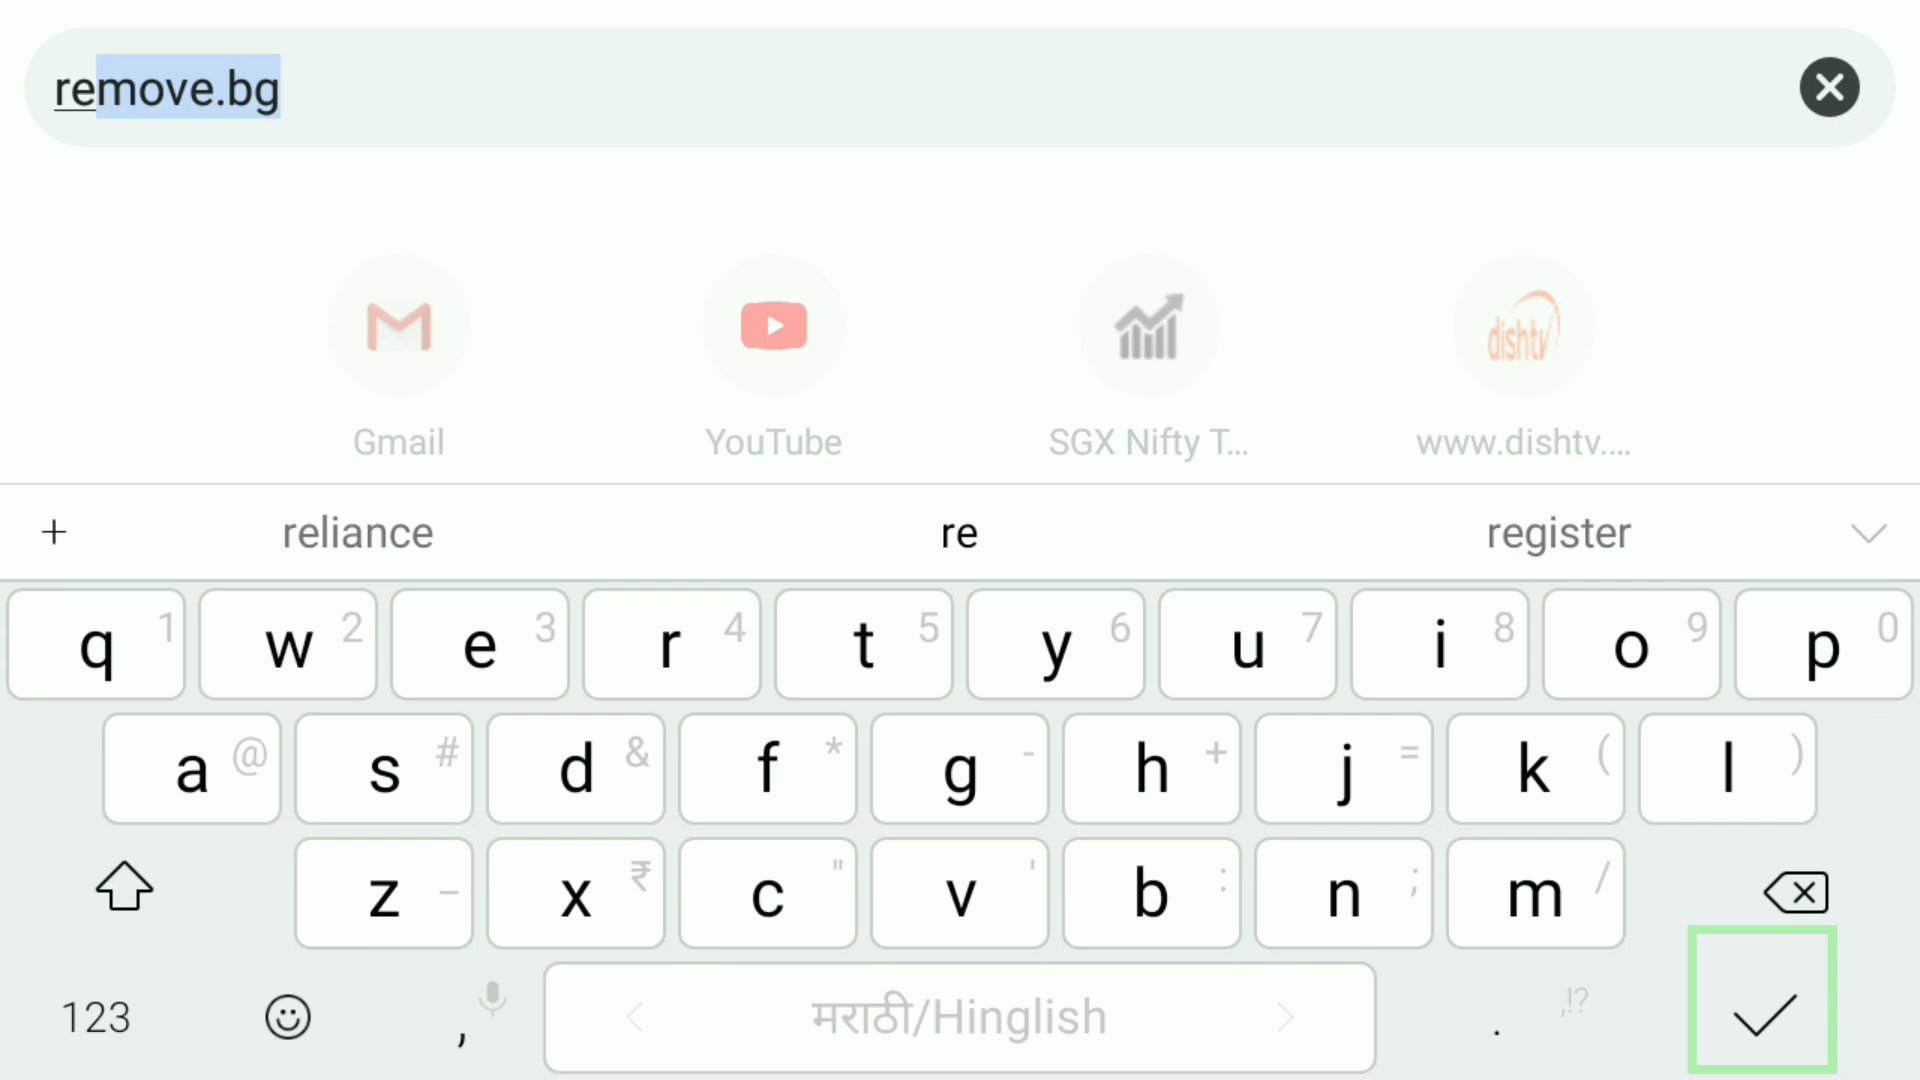 remove.bg
dishtv
Gmail YouTube SGX Nifty T... www.dishtv....
+ reliance re register
q 1 w 2 e 3 r 4 t 5 y 6 u 7 i 8 o 9 p 0
a @ s # d & f * g - h + j = k ( l )
z _ x ₹ c " v ' b : n ; m /
123 , < मराठी/Hinglish > . ,!?